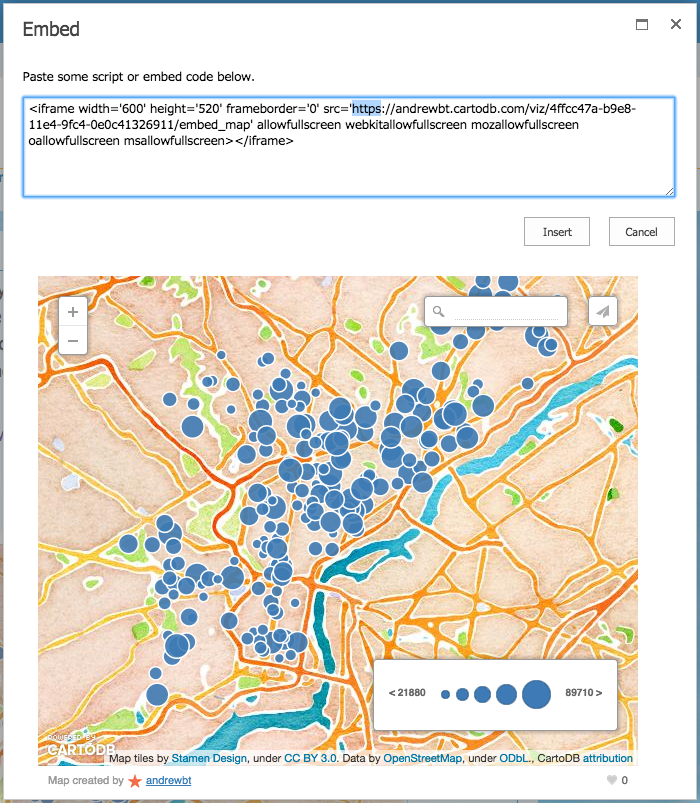 Embed
Paste some script or embed code below.
<iframe width='600' height='520' frameborder='0' src='https://andrewbt.cartodb.com/viz/4ffcc47a-b9e8-
11e4-9fc4-0e0c41326911/embed_map' allowfullscreen webkitallowfullscreen mozallowfullscreen
oallowfullscreen msallowfullscreen></iframe>
Insert Cancel
+
−
< 21880 89710 >
POWERED BY
CARTODB
Map tiles by Stamen Design, under CC BY 3.0. Data by OpenStreetMap, under ODbL., CartoDB attribution
Map created by andrewbt 0